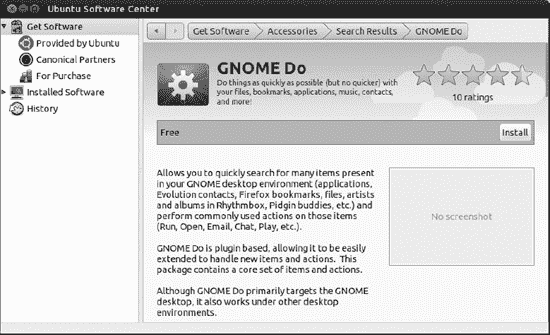 Ubuntu Software Center
Get Software
Provided by Ubuntu
Canonical Partners
For Purchase
Installed Software
History
Get Software
Accessories
Search Results
GNOME Do
GNOME Do
Do things as quickly as possible (but no quicker) with
your files, bookmarks, applications, music, contacts,
and more!
10 ratings
Free
Install
Allows you to quickly search for many items present
in your GNOME desktop environment (applications,
Evolution contacts, Firefox bookmarks, files, artists
and albums in Rhythmbox, Pidgin buddies, etc.) and
perform commonly used actions on those items
(Run, Open, Email, Chat, Play, etc.).
GNOME Do is plugin based, allowing it to be easily
extended to handle new items and actions. This
package contains a core set of items and actions.
Although GNOME Do primarily targets the GNOME
desktop, it also works under other desktop
environments.
No screenshot